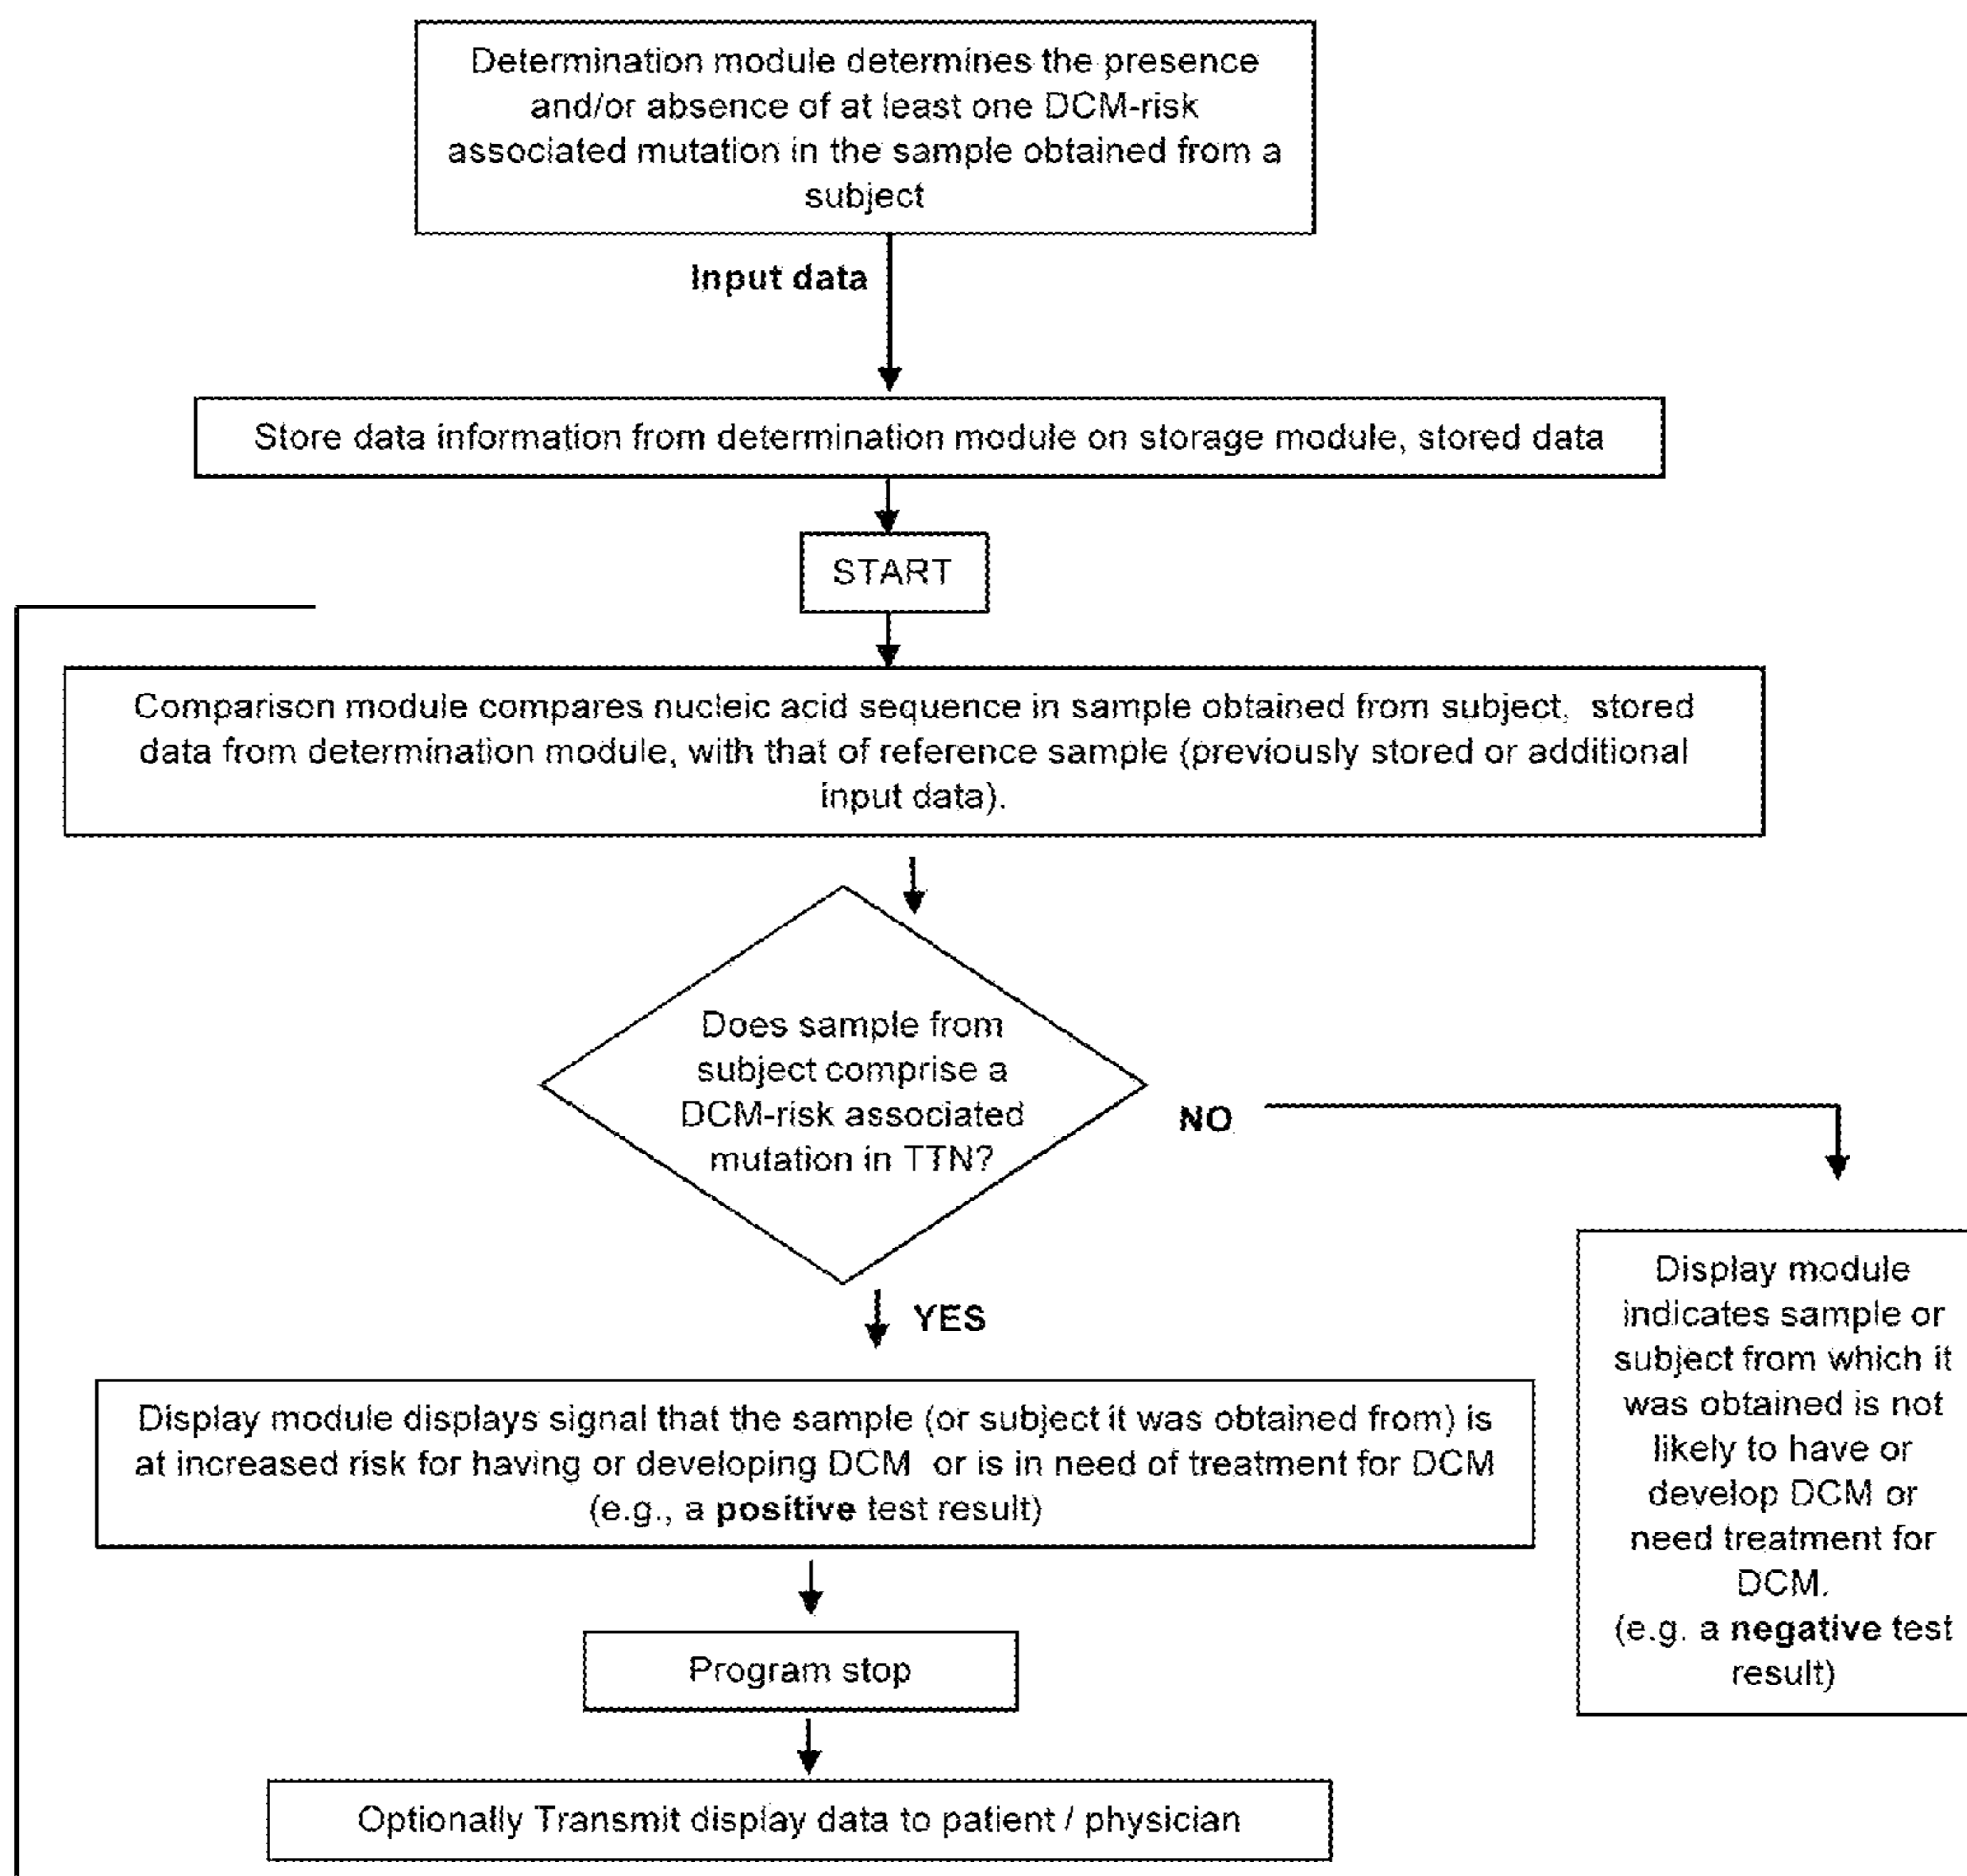 Determination module determines the presence
and/or absence of at least one DCM-risk
associated mutation in the sample obtained from a
subject
Input data
Store data information from determination module on storage module, stored data
START
Comparison module compares nucleic acid sequence in sample obtained from subject, stored
data from determination module, with that of reference sample (previously stored or additional
input data).
Does sample from
subject comprise a
DCM-risk associated
mutation in TTN?
NO
YES
Display module displays signal that the sample (or subject it was obtained from) is
at increased risk for having or developing DCM or is in need of treatment for DCM
(e.g., a positive test result)
Display module
indicates sample or
subject from which it
was obtained is not
likely to have or
develop DCM or
need treatment for
DCM.
(e.g. a negative test
result)
Program stop
Optionally Transmit display data to patient / physician